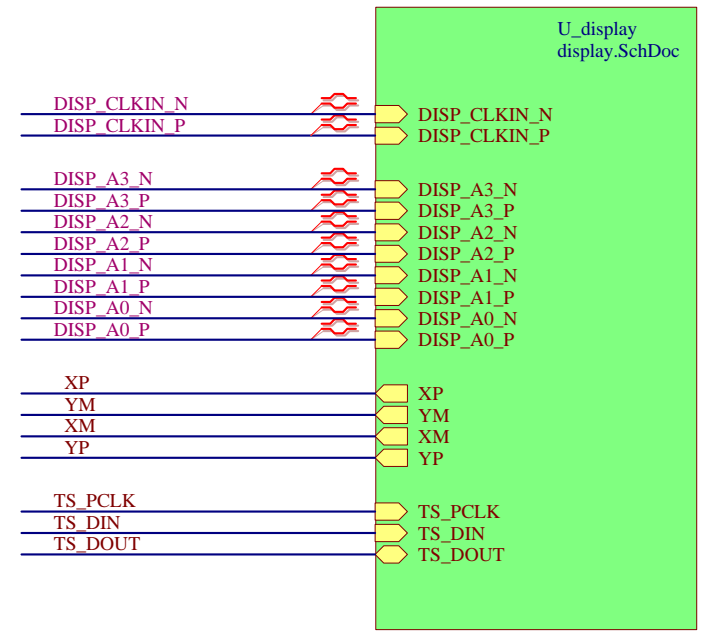 U_display
display.SchDoc
DISP_CLKIN_N DISP_CLKIN_N
DISP_CLKIN_P DISP_CLKIN_P
DISP_A3_N DISP_A3_N
DISP_A3_P DISP_A3_P
DISP_A2_N DISP_A2_N
DISP_A2_P DISP_A2_P
DISP_A1_N DISP_A1_N
DISP_A1_P DISP_A1_P
DISP_A0_N DISP_A0_N
DISP_A0_P DISP_A0_P
XP XP
YM YM
XM XM
YP YP
TS_PCLK TS_PCLK
TS_DIN TS_DIN
TS_DOUT TS_DOUT